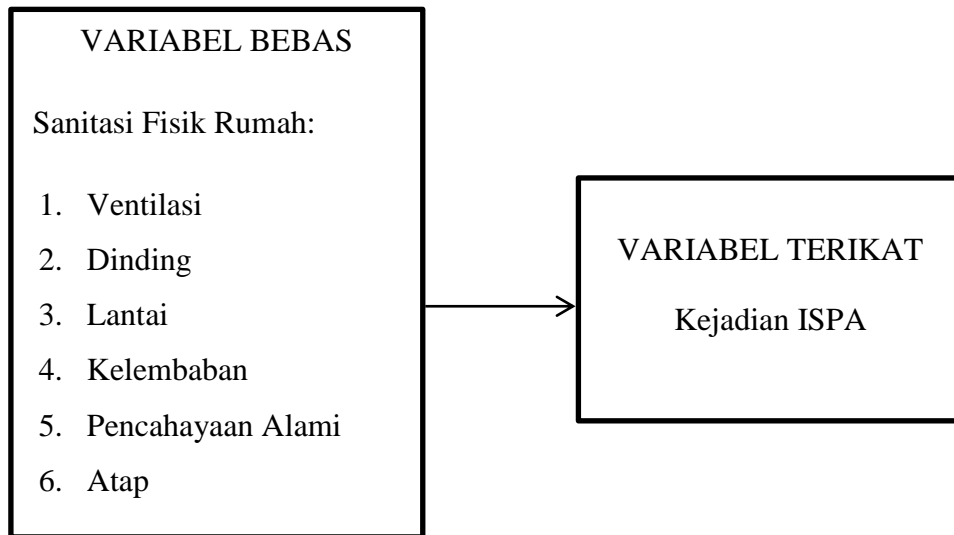 VARIABEL BEBAS
Sanitasi Fisik Rumah:
1. Ventilasi
2. Dinding
3. Lantai
4. Kelembaban
5. Pencahayaan Alami
6. Atap
VARIABEL TERIKAT
Kejadian ISPA